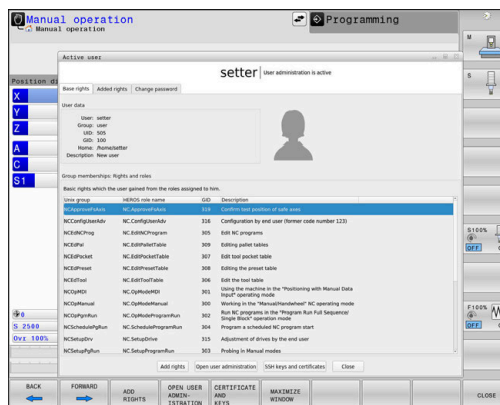 Manual operation
Programming
Manual operation
Active user
setter | User administration is active
Base rights Added rights Change password
User data
User: setter
Group: user
UID: 505
GID: 100
Home: /home/setter
Description New user
Group memberships: Rights and roles
Basic rights which the user gained from the roles assigned to him.
Unix group HEROS role name GID Description
NCApproveFsAxis NC.ApproveFsAxis 319 Confirm test position of safe axes
NCConfigUserAdv NC.ConfigUserAdv 316 Configuration by end user (former code number 123)
NCEdNCProg NC.EditNCProgram 305 Edit NC programs
NCEdPal NC.EditPalletTable 309 Editing pallet tables
NCEdPocket NC.EditPocketTable 307 Edit tool pocket table
NCEdPreset NC.EditPresetTable 308 Editing the preset table
NCEdTool NC.EditToolTable 306 Edit the tool table
NCOpMDI NC.OpModeMDI 301 Using the machine in the "Positioning with Manual Data
Input" operating mode
NCOpManual NC.OpModeManual 300 Working in the "Manual/Handwheel" NC operating mode
NCOpPgmRun NC.OpModeProgramRun 302 Run NC programs in the "Program Run Full Sequence/
Single Block" operation mode
NCSchedulePgRun NC.ScheduleProgramRun 304 Program a scheduled NC program start
NCSetupDrv NC.SetupDrive 315 Adjustment of drives by the end user
NCSetupPgRun NC.SetupProgramRun 303 Probing in Manual modes
Add rights Open user administration SSH keys and certificates Close
Position di
X
Y
Z
A
C
S1
S 2500
Ovr 100%
M
S
S100%
OFF
F100%
OFF
BACK
FORWARD
ADD
RIGHTS
OPEN USER
ADMIN-
ISTRATION
CERTIFICATE
AND
KEYS
MAXIMIZE
WINDOW
CLOSE